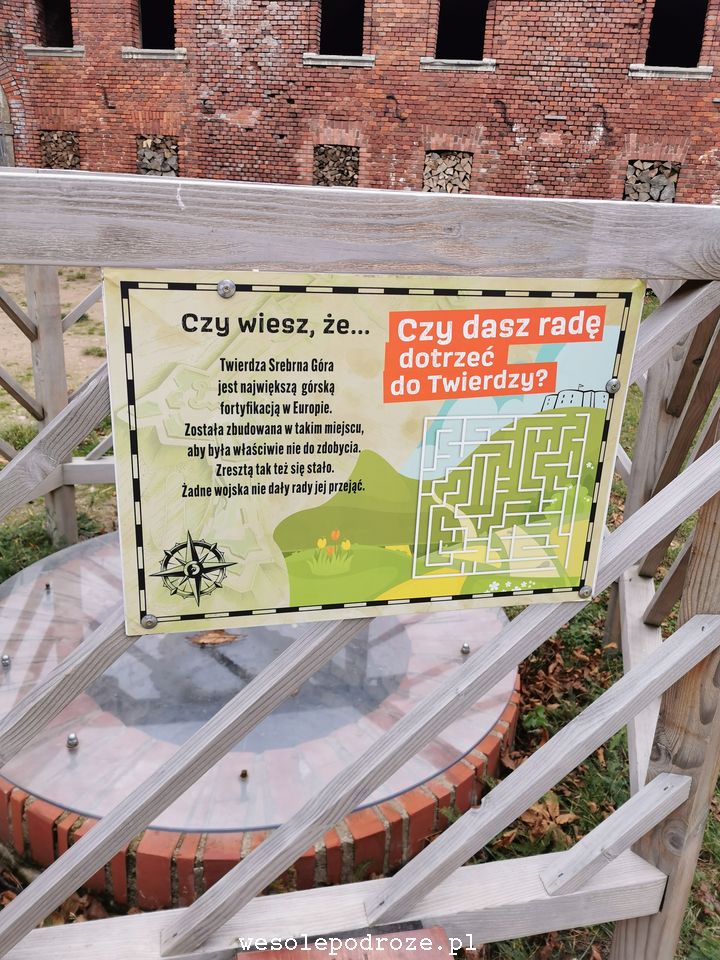 Czy wiesz, że...
Twierdza Srebrna Góra
jest największą górską
fortyfikacją w Europie.
Została zbudowana w takim miejscu,
aby była właściwie nie do zdobycia.
Zresztą tak też się stało.
Żadne wojska nie dały rady jej przejąć.
Czy dasz radę
dotrzeć
do Twierdzy?
wesolepodroze.pl